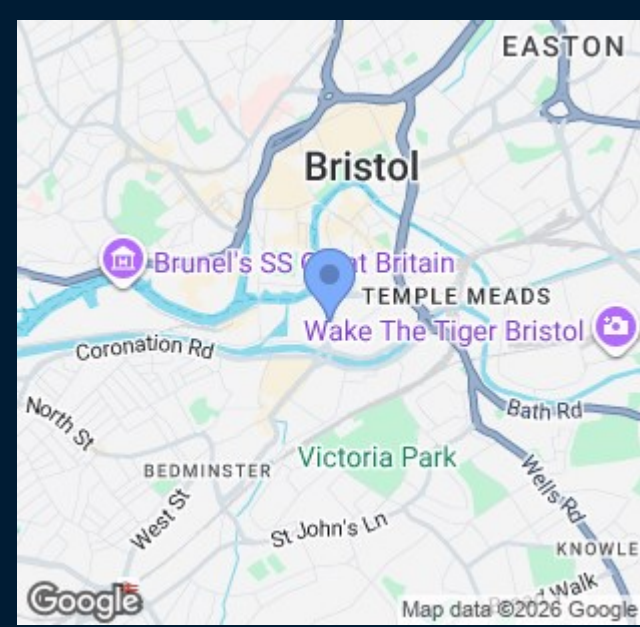 EASTON
Bristol
Brunel's SS G at Britain
TEMPLE MEADS
Wake The Tiger Bristol
Coronation Rd
North St
Bath Rd
Victoria Park
BEDMINSTER
Wells Rd
West St
St John's Ln
KNOWLE
Walk
Google
Map data ©2026 Google